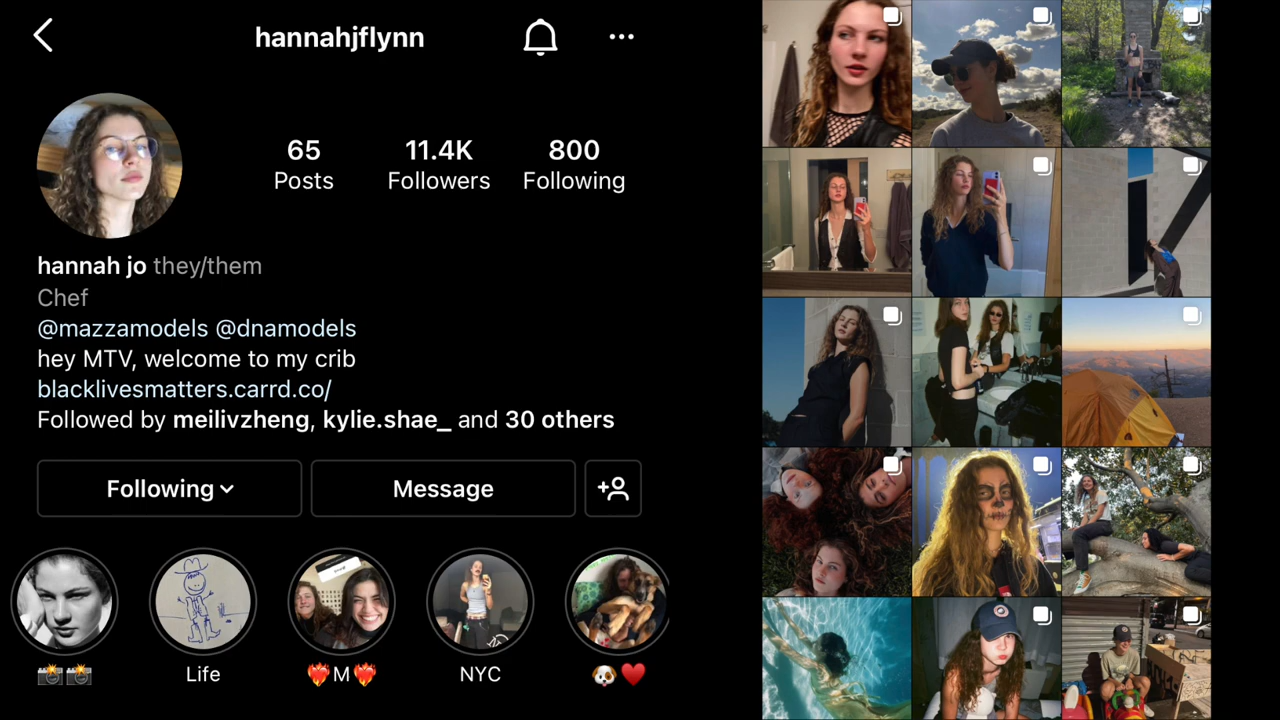 hannahjflynn
65 11.4K 800
Posts Followers Following
hannah jo they/them
Chef
@mazzamodels @dnamodels
hey MTV, welcome to my crib
blacklivesmatters.carrd.co/
Followed by meilivzheng, kylie.shae_ and 30 others
Following Message
📸📸 Life ❤️‍🔥M❤️‍🔥 NYC 🐶♥️